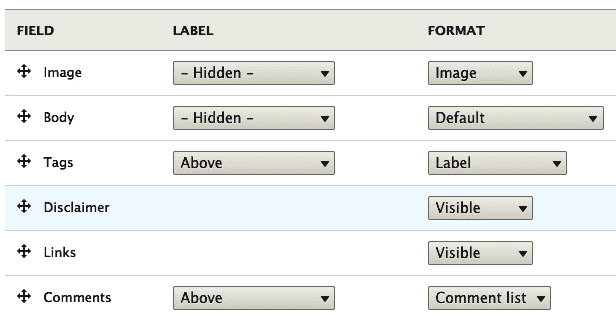 FIELD LABEL FORMAT
Image - Hidden - Image
Body - Hidden - Default
Tags Above Label
Disclaimer Visible
Links Visible
Comments Above Comment list